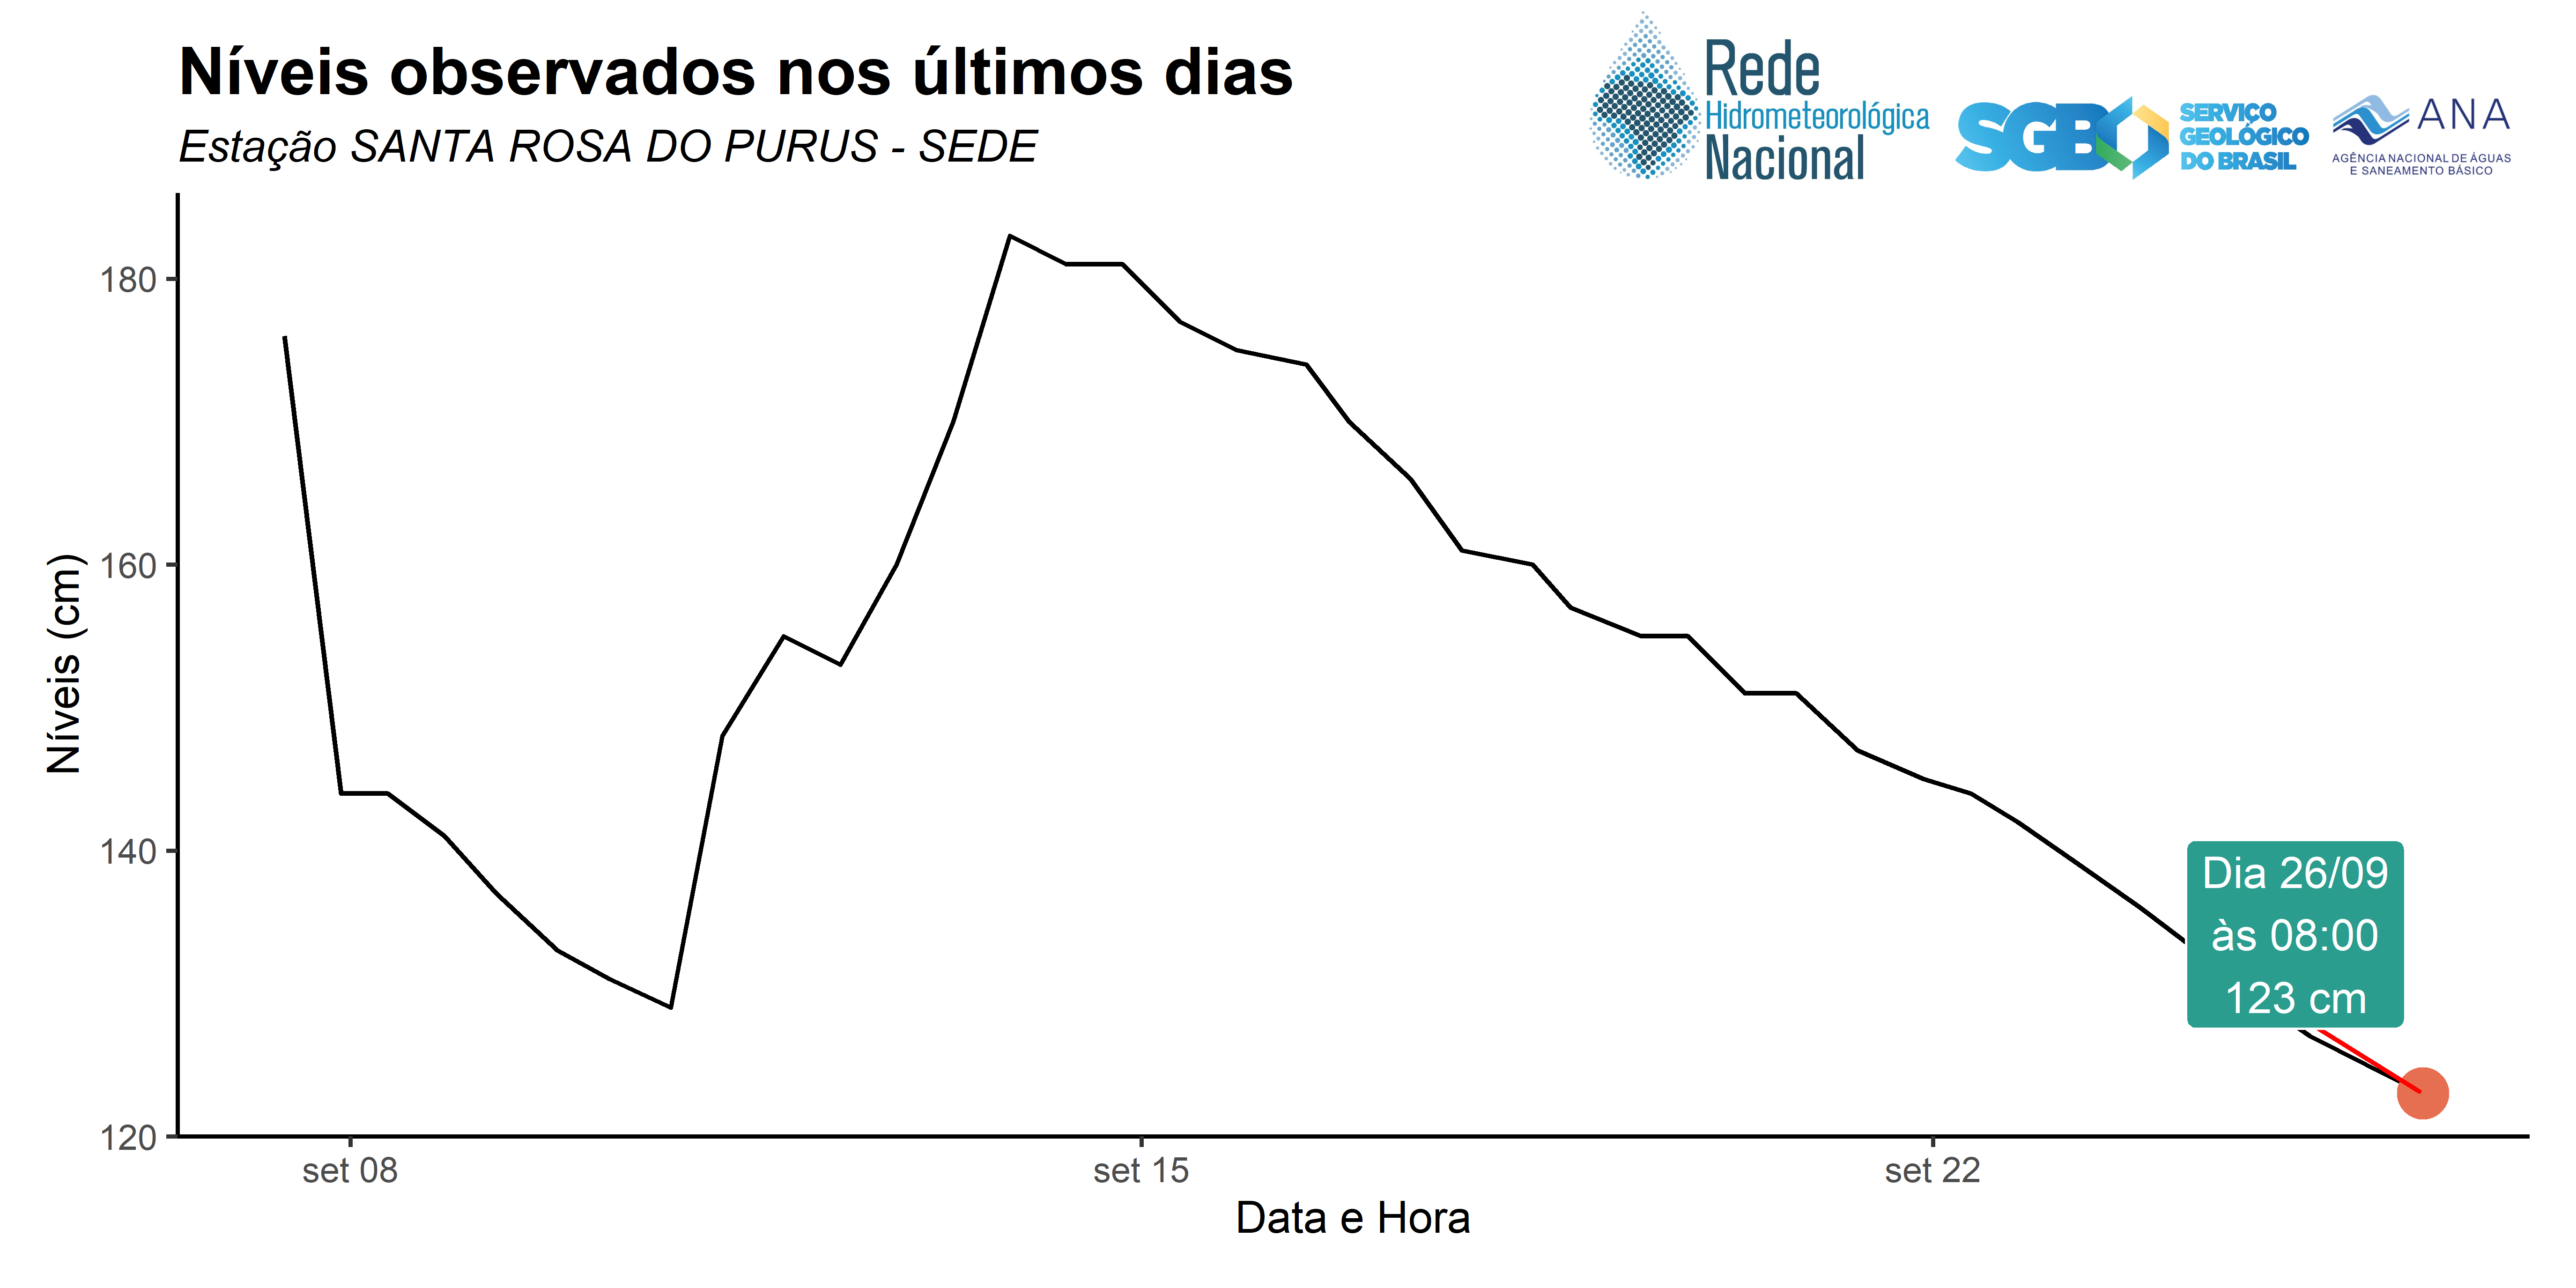 Níveis observados nos últimos dias
Estação SANTA ROSA DO PURUS - SEDE
Rede
Hidrometeorológica
Nacional
SGB
SERVIÇO
GEOLÓGICO
DO BRASIL
ANA
AGÊNCIA NACIONAL DE ÁGUAS
E SANEAMENTO BÁSICO
Níveis (cm)
180
160
140
120
Dia 26/09
às 08:00
123 cm
set 08
set 15
set 22
Data e Hora